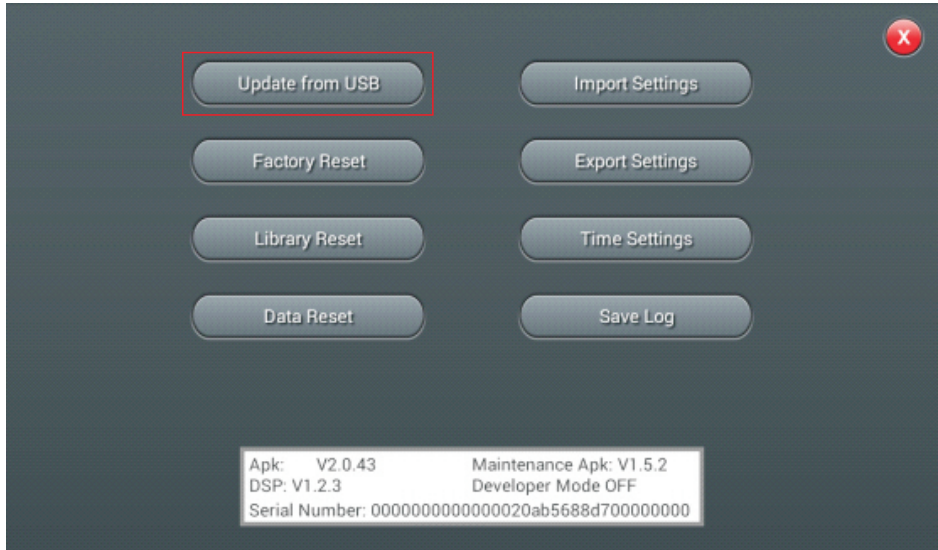 X
Update from USB
Import Settings
Factory Reset
Export Settings
Library Reset
Time Settings
Data Reset
Save Log
Apk: V2.0.43 Maintenance Apk: V1.5.2
DSP: V1.2.3 Developer Mode OFF
Serial Number: 0000000000000020ab5688d700000000